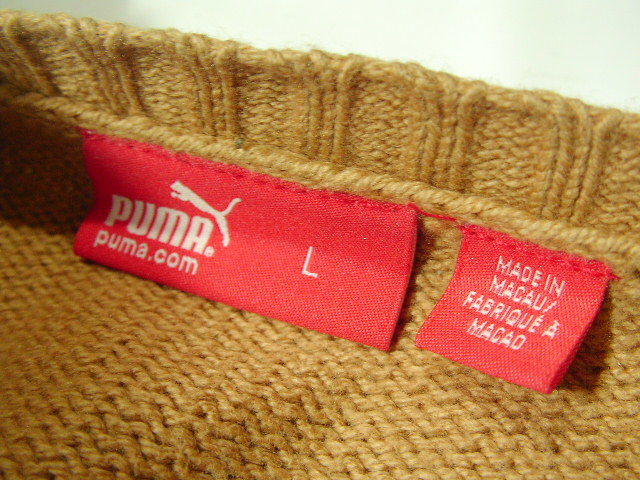 PUMA
puma.com
L
MADE IN
MACAU/
FABRIQUÉ À
MACAO